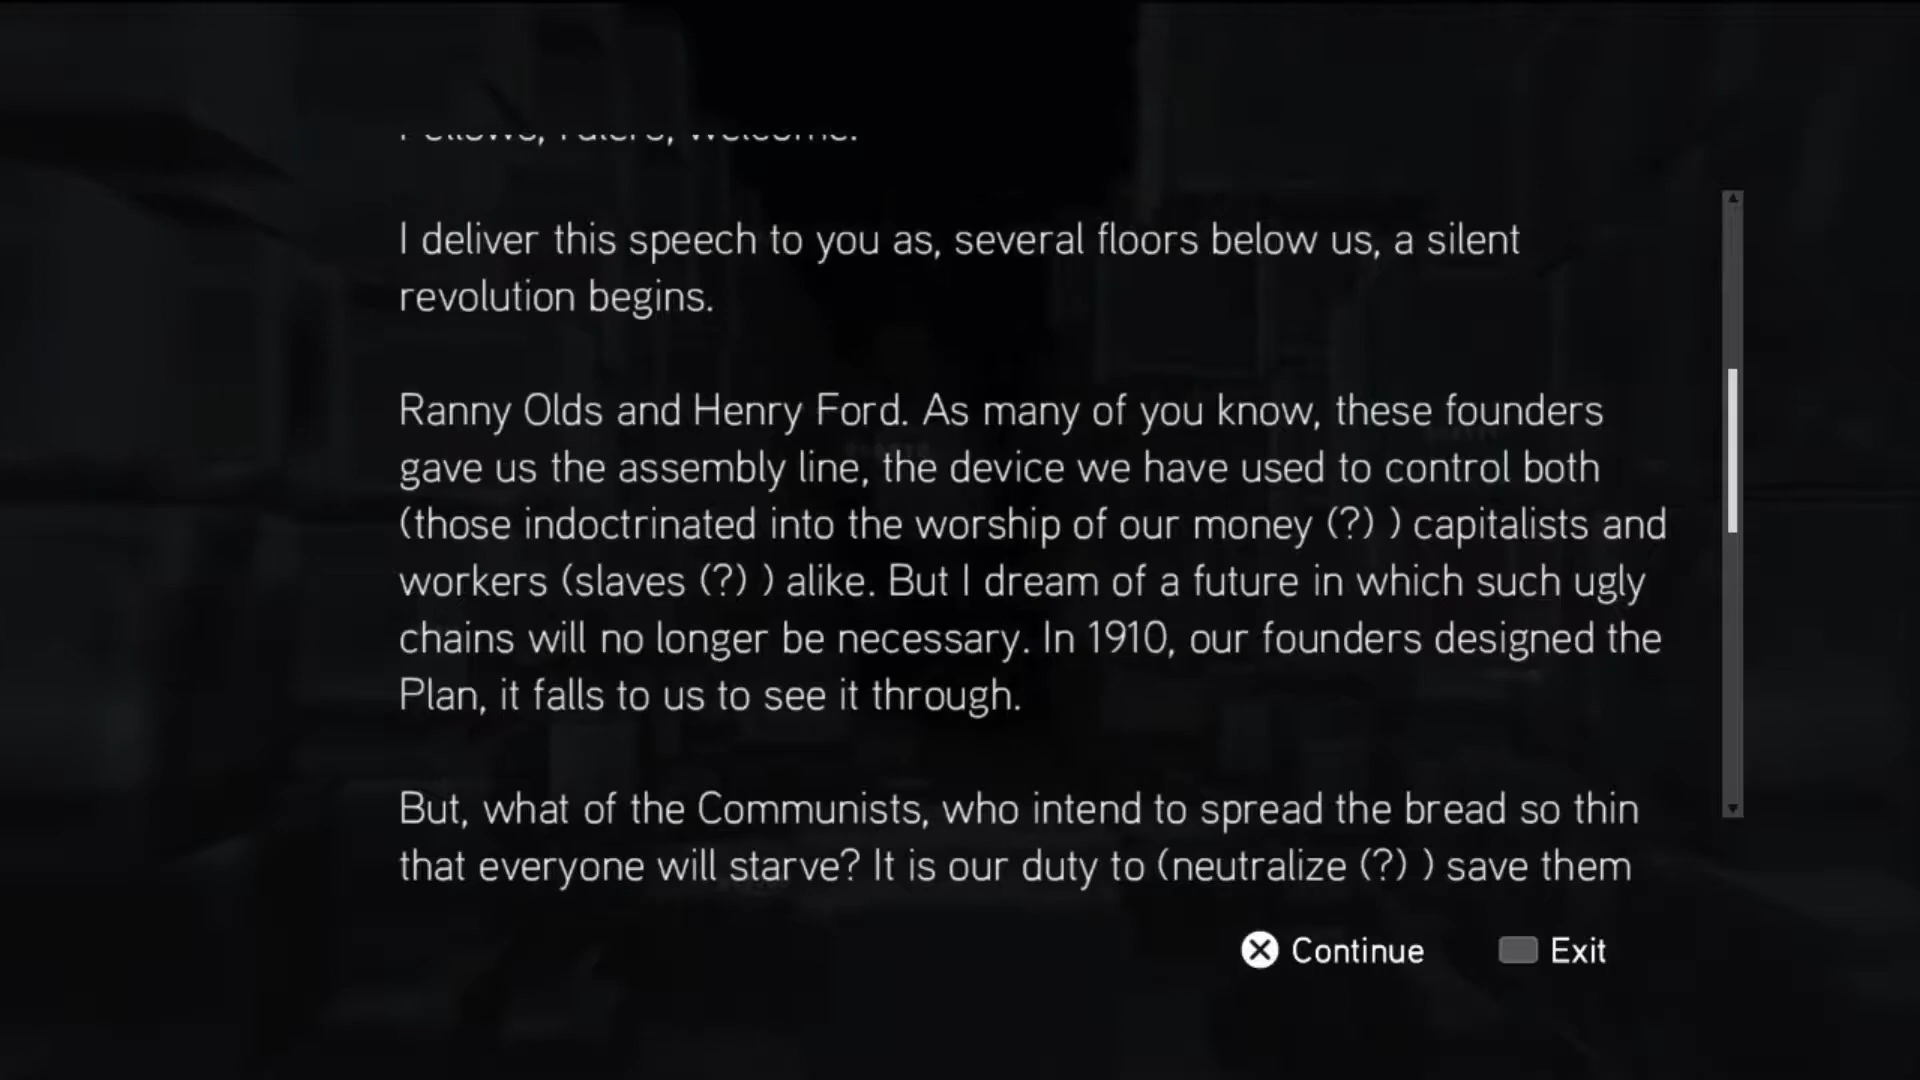 I deliver this speech to you as, several floors below us, a silent
revolution begins.
Ranny Olds and Henry Ford. As many of you know, these founders
gave us the assembly line, the device we have used to control both
(those indoctrinated into the worship of our money (?) ) capitalists and
workers (slaves (?) ) alike. But I dream of a future in which such ugly
chains will no longer be necessary. In 1910, our founders designed the
Plan, it falls to us to see it through.
But, what of the Communists, who intend to spread the bread so thin
that everyone will starve? It is our duty to (neutralize (?) ) save them
Continue
Exit